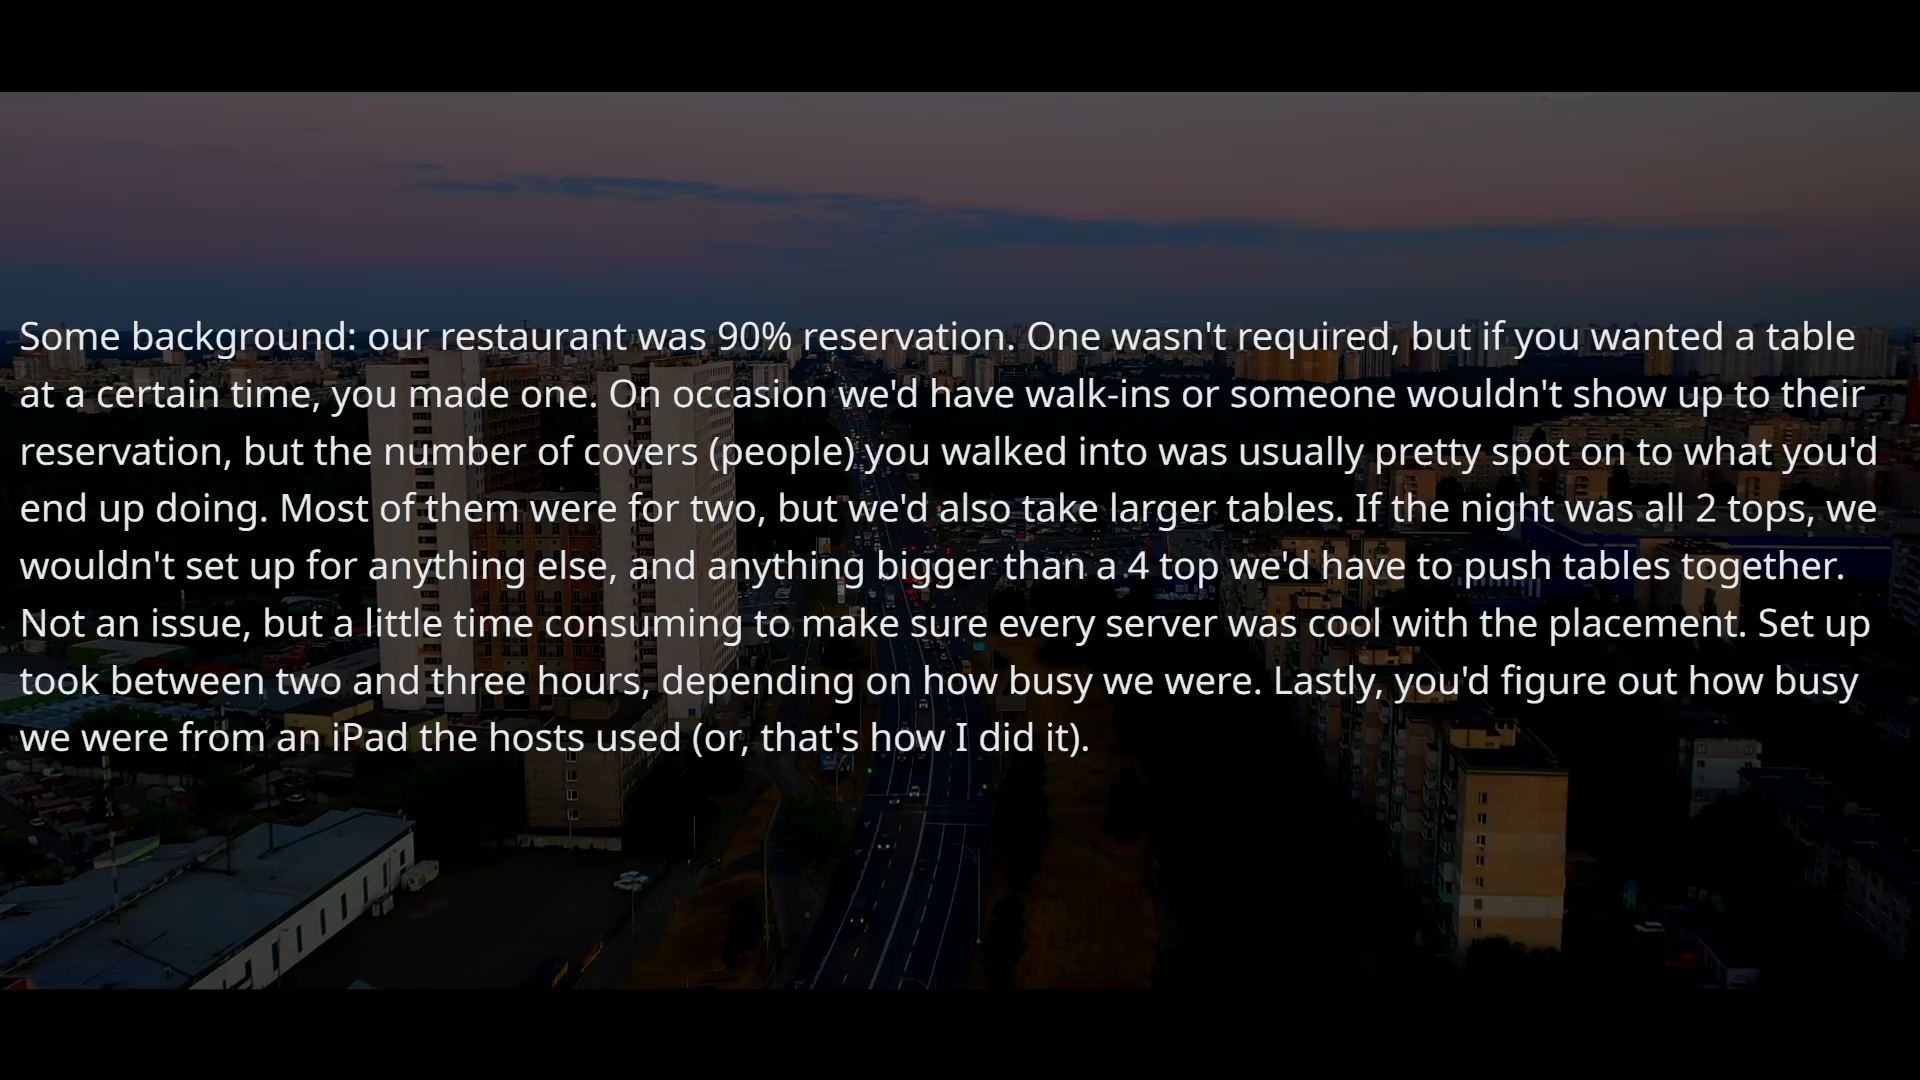 Some background: our restaurant was 90% reservation. One wasn't required, but if you wanted a table
at a certain time, you made one. On occasion we'd have walk-ins or someone wouldn't show up to their
reservation, but the number of covers (people) you walked into was usually pretty spot on to what you'd
end up doing. Most of them were for two, but we'd also take larger tables. If the night was all 2 tops, we
wouldn't set up for anything else, and anything bigger than a 4 top we'd have to push tables together.
Not an issue, but a little time consuming to make sure every server was cool with the placement. Set up
took between two and three hours, depending on how busy we were. Lastly, you'd figure out how busy
we were from an iPad the hosts used (or, that's how I did it).